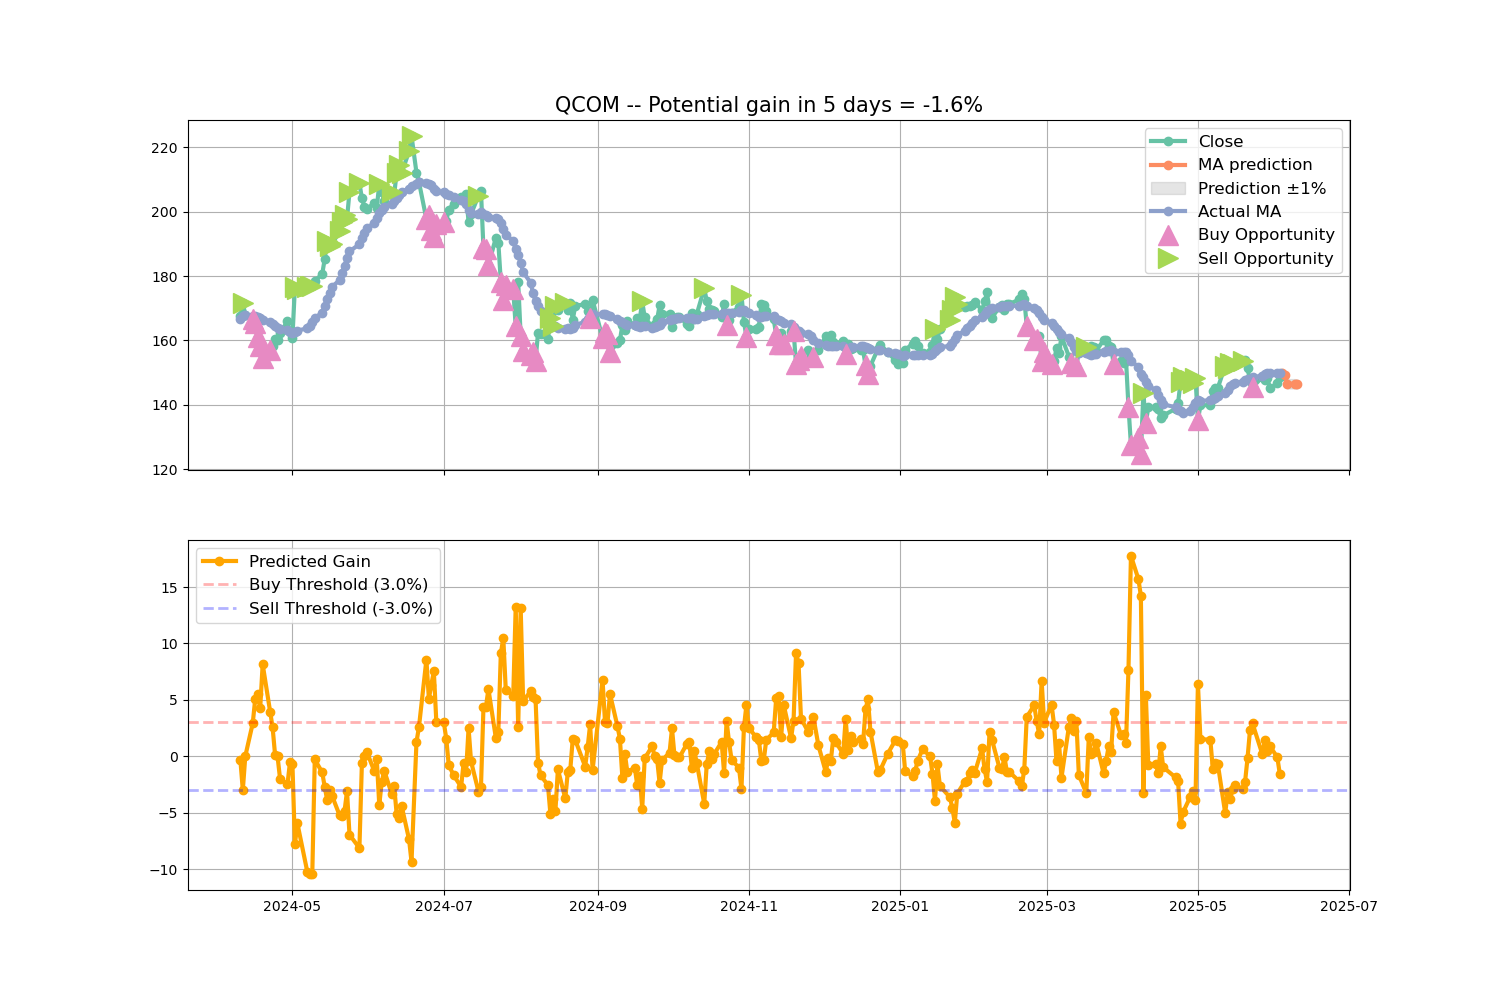 QCOM -- Potential gain in 5 days = -1.6%
220
200
180
160
140
120
Close
MA prediction
Prediction ±1%
Actual MA
Buy Opportunity
Sell Opportunity
15
10
5
0
−5
−10
Predicted Gain
Buy Threshold (3.0%)
Sell Threshold (-3.0%)
2024-05 2024-07 2024-09 2024-11 2025-01 2025-03 2025-05 2025-07